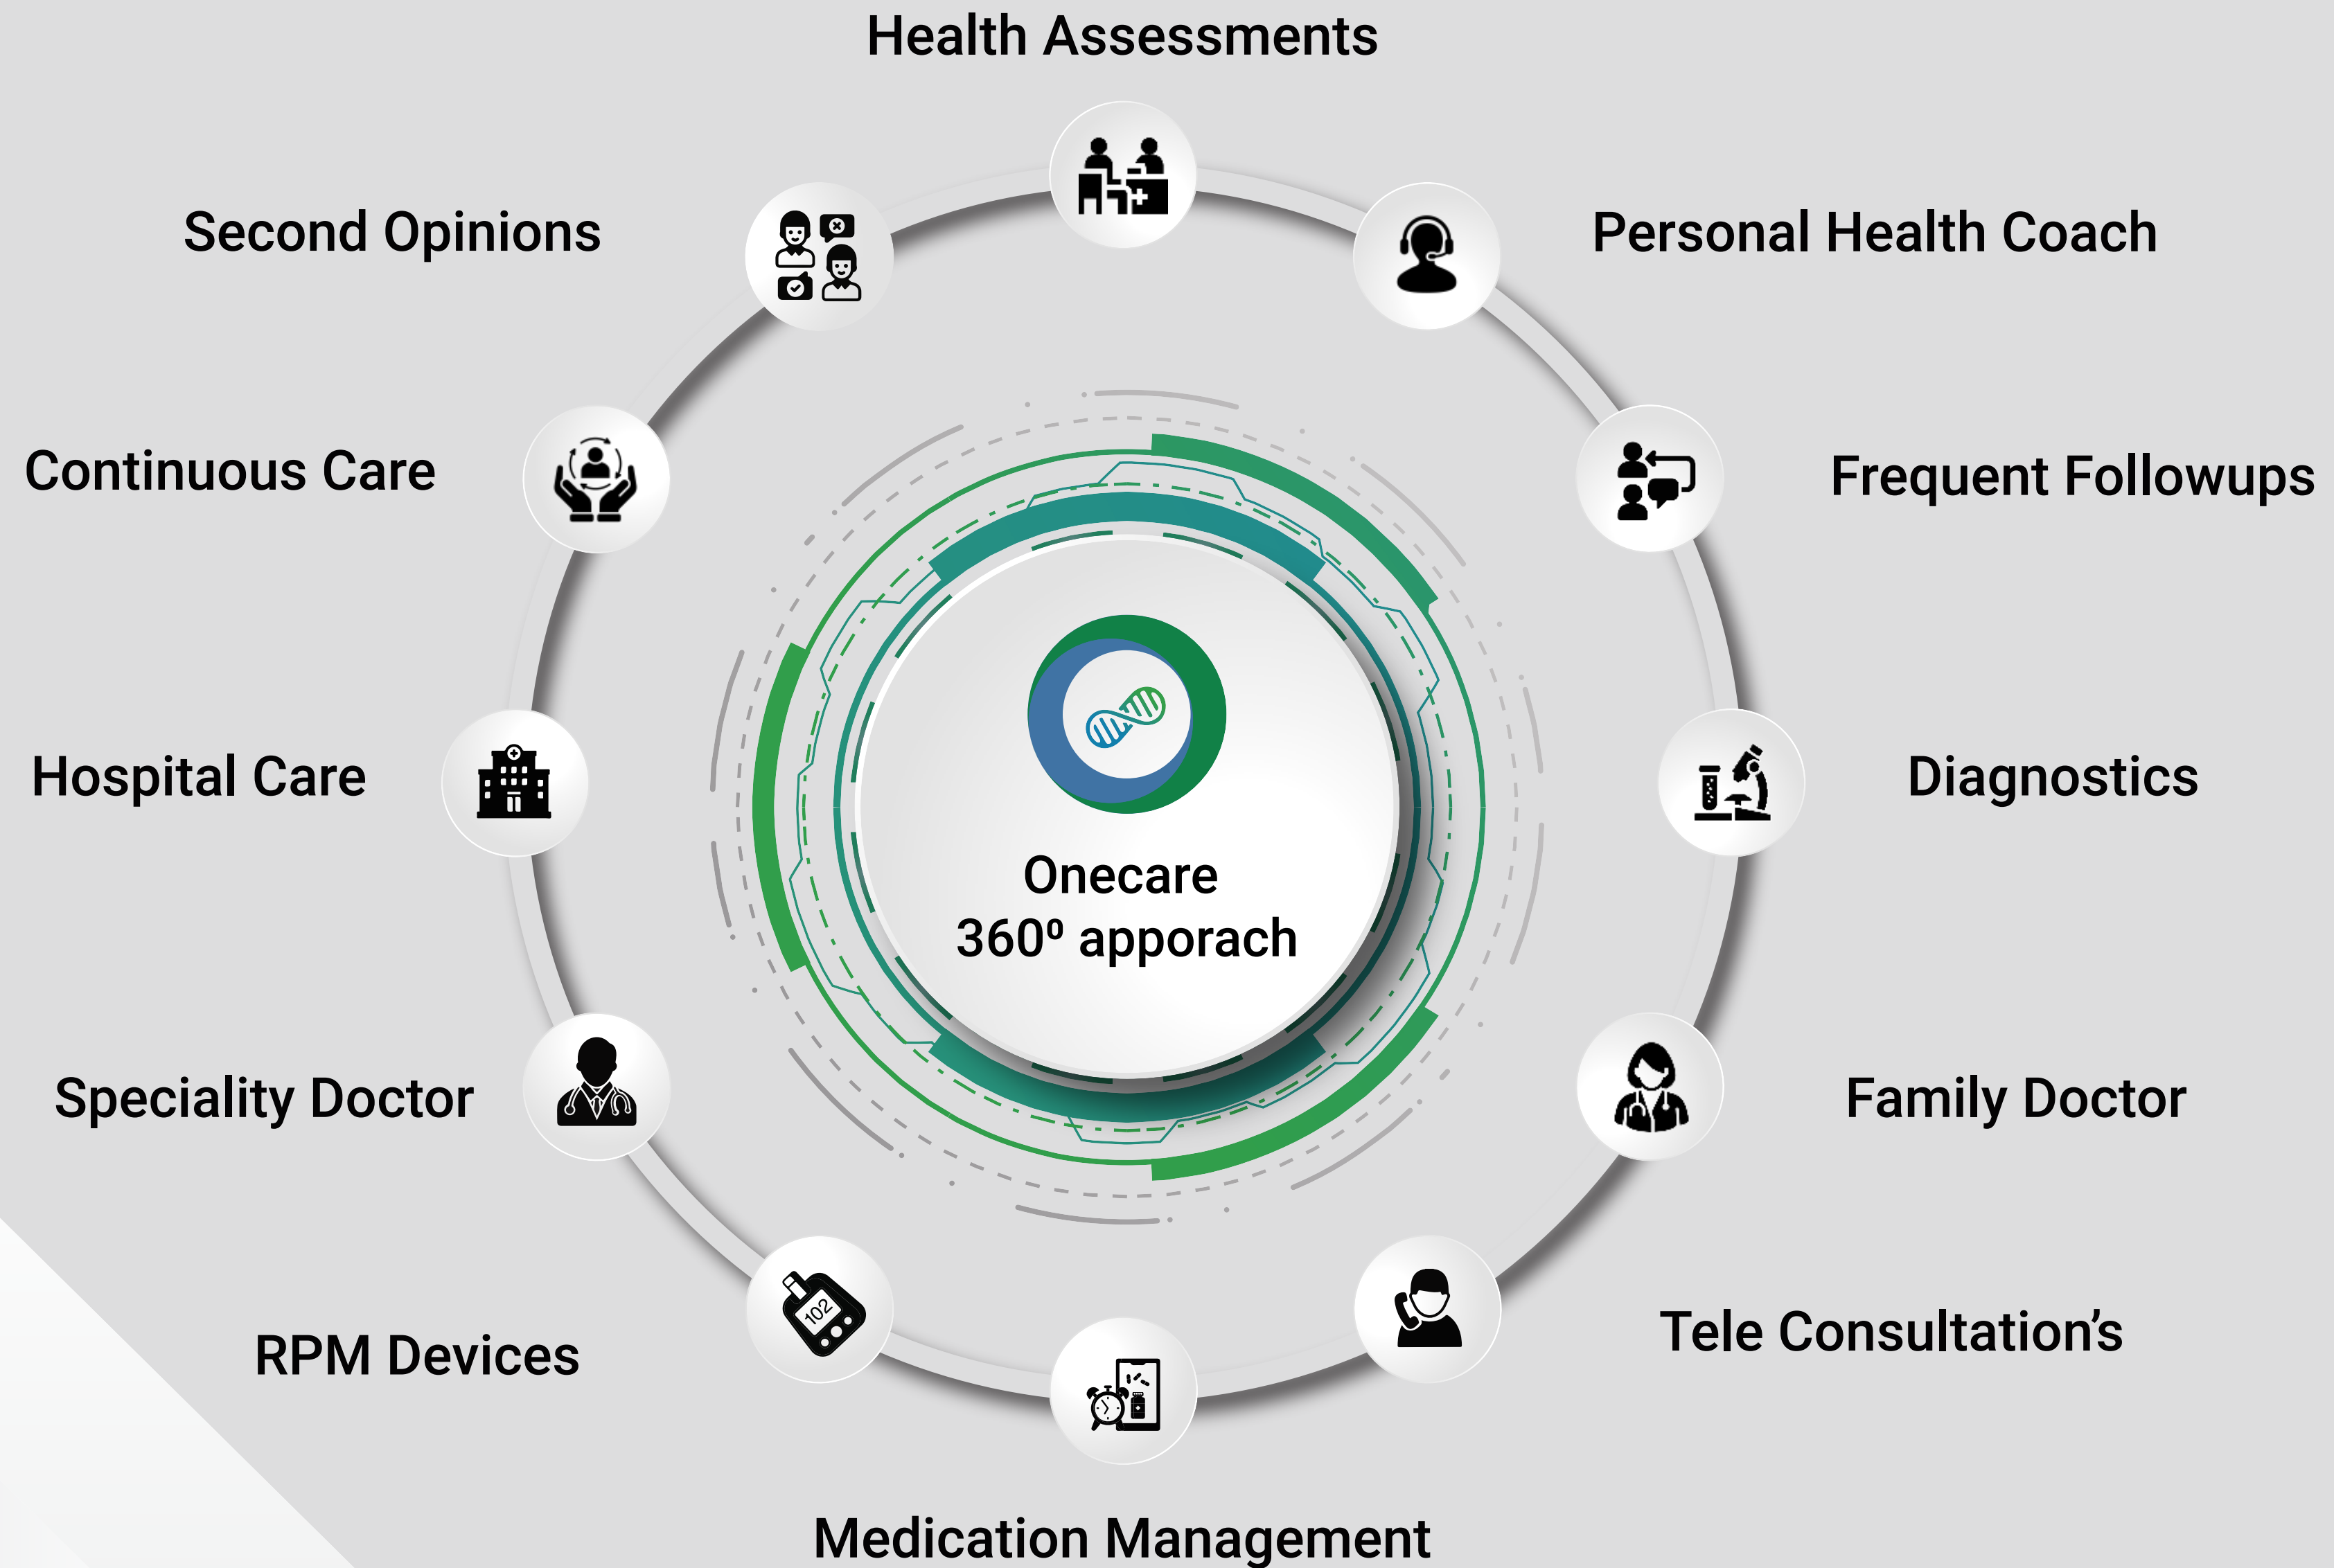 Health Assessments
Second Opinions
Personal Health Coach
Continuous Care
Frequent Followups
Hospital Care
Diagnostics
Onecare
360⁰ apporach
Speciality Doctor
Family Doctor
RPM Devices
102
Tele Consultation’s
Medication Management